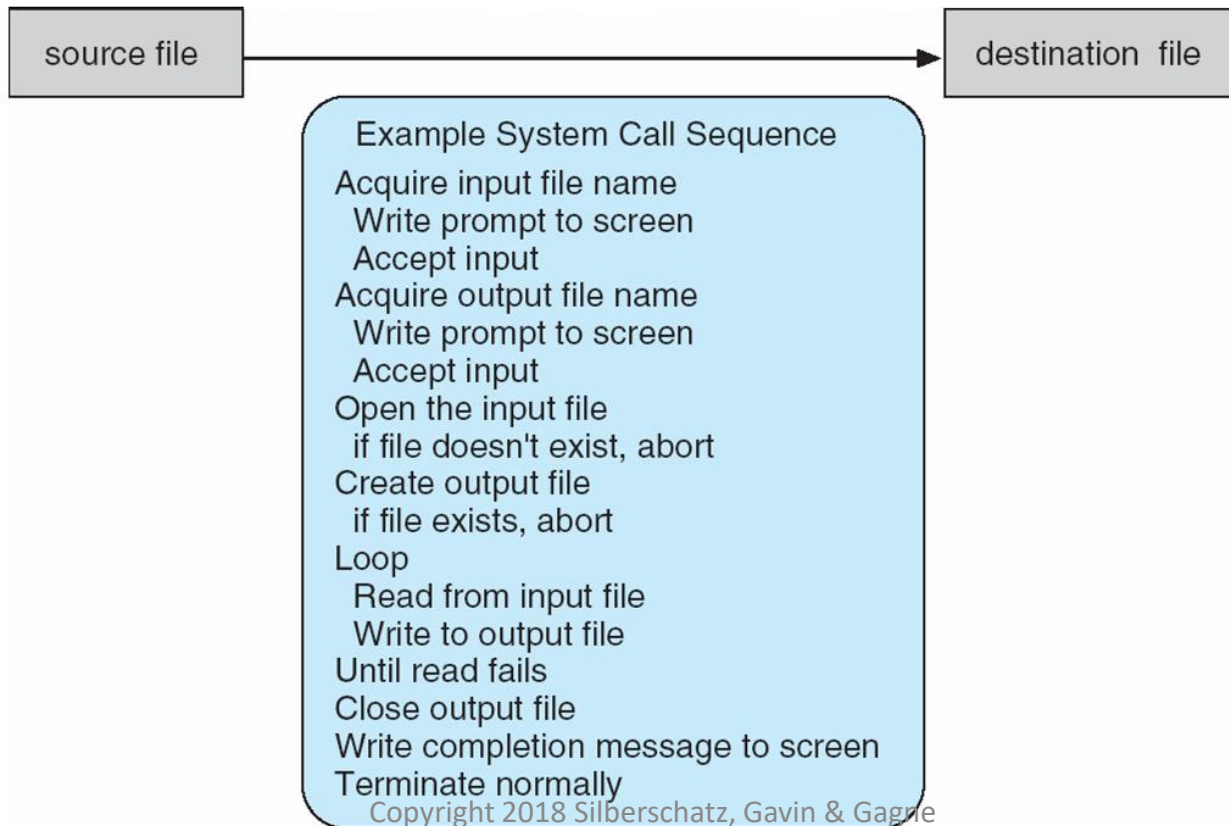 source file
destination file
Example System Call Sequence
Acquire input file name
Write prompt to screen
Accept input
Acquire output file name
Write prompt to screen
Accept input
Open the input file
if file doesn't exist, abort
Create output file
if file exists, abort
Loop
Read from input file
Write to output file
Until read fails
Close output file
Write completion message to screen
Terminate normally
Copyright 2018 Silberschatz, Gavin & Gagne